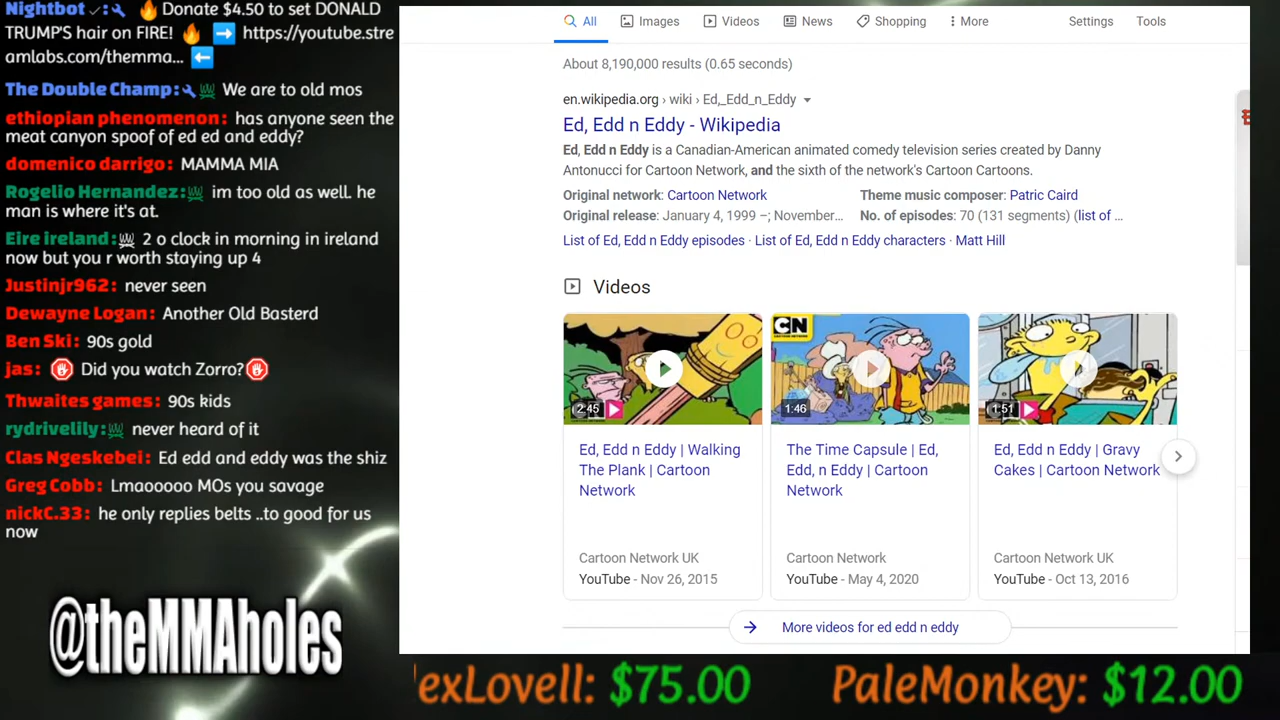 Nightbot ✓: 🔧 🔥Donate $4.50 to set DONALD
TRUMP'S hair on FIRE! 🔥 ➡️ https://youtube.stre
amlabs.com/themma... ⬅️
The Double Champ: We are to old mos
ethiopian phenomenon: has anyone seen the
meat canyon spoof of ed ed and eddy?
domenico darrigo: MAMMA MIA
Rogelio Hernandez: im too old as well. he
man is where it's at.
Eire ireland: 2 o clock in morning in ireland
now but you r worth staying up 4
Justinjr962: never seen
Dewayne Logan: Another Old Basterd
Ben Ski: 90s gold
jas: Did you watch Zorro?
Thwaites games: 90s kids
rydrivelily: never heard of it
Clas Ngeskebei: Ed edd and eddy was the shiz
Greg Cobb: Lmaooooo MOs you savage
nickC.33: he only replies belts ..to good for us
now
@theMMAholes
All Images Videos News Shopping More Settings Tools
About 8,190,000 results (0.65 seconds)
en.wikipedia.org › wiki › Ed,_Edd_n_Eddy
Ed, Edd n Eddy - Wikipedia
Ed, Edd n Eddy is a Canadian-American animated comedy television series created by Danny
Antonucci for Cartoon Network, and the sixth of the network's Cartoon Cartoons.
Original network: Cartoon Network Theme music composer: Patric Caird
Original release: January 4, 1999 –; November... No. of episodes: 70 (131 segments) (list of ...
List of Ed, Edd n Eddy episodes · List of Ed, Edd n Eddy characters · Matt Hill
Videos
CN
2:45 1:46 1:51
Ed, Edd n Eddy | Walking
The Plank | Cartoon
Network
Cartoon Network UK
YouTube - Nov 26, 2015
The Time Capsule | Ed,
Edd, n Eddy | Cartoon
Network
Cartoon Network
YouTube - May 4, 2020
Ed, Edd n Eddy | Gravy
Cakes | Cartoon Network
Cartoon Network UK
YouTube - Oct 13, 2016
More videos for ed edd n eddy
exLovell: $75.00 PaleMonkey: $12.00